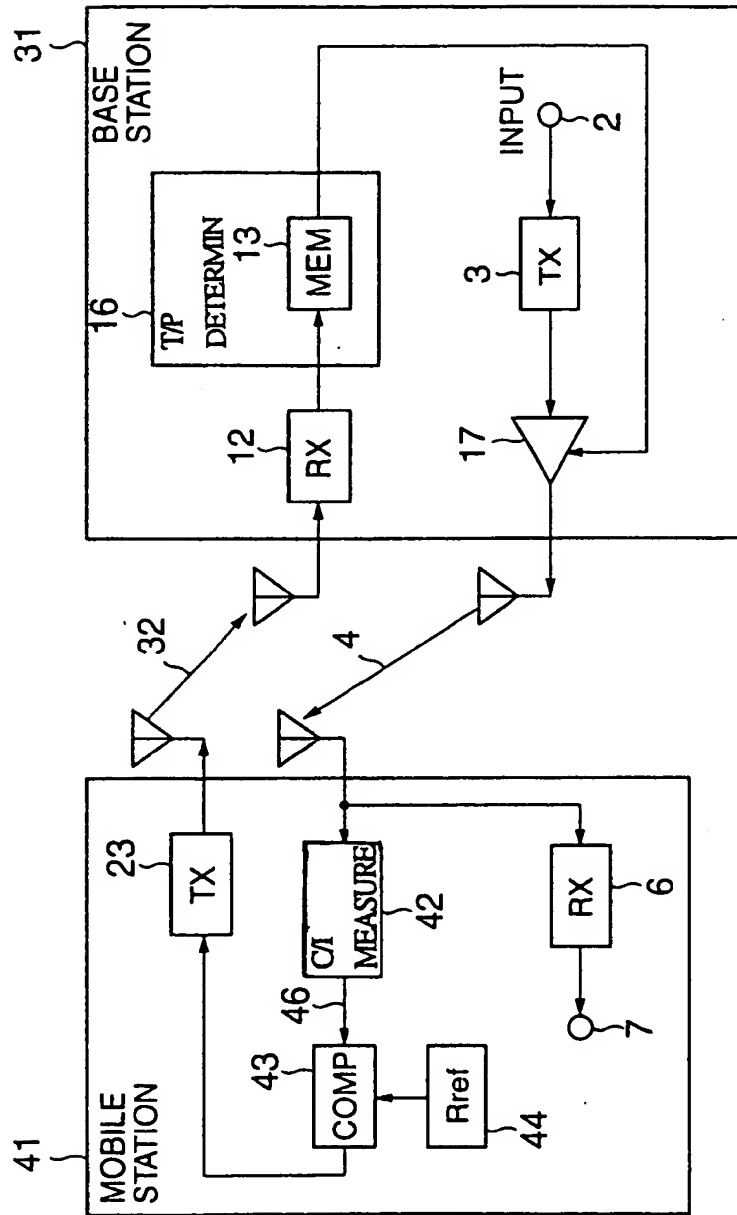 41
MOBILE
STATION
23
TX
43
COMP
46
C/I
MEASURE
42
Rref
44
RX
6
7
32
4
31
BASE
STATION
16
T/P
DETERMIN
13
MEM
12
RX
INPUT
2
3
TX
17